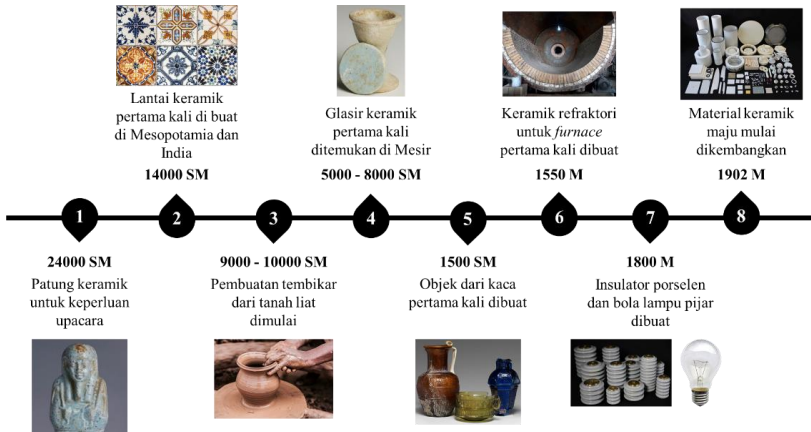 Lantai keramik
pertama kali di buat
di Mesopotamia dan
India
14000 SM
Glasir keramik
pertama kali
ditemukan di Mesir
5000 - 8000 SM
Keramik refraktori
untuk furnace
pertama kali dibuat
1550 M
Material keramik
maju mulai
dikembangkan
1902 M
1 2 3 4 5 6 7 8
24000 SM
Patung keramik
untuk keperluan
upacara
9000 - 10000 SM
Pembuatan tembikar
dari tanah liat
dimulai
1500 SM
Objek dari kaca
pertama kali dibuat
1800 M
Insulator porselen
dan bola lampu pijar
dibuat